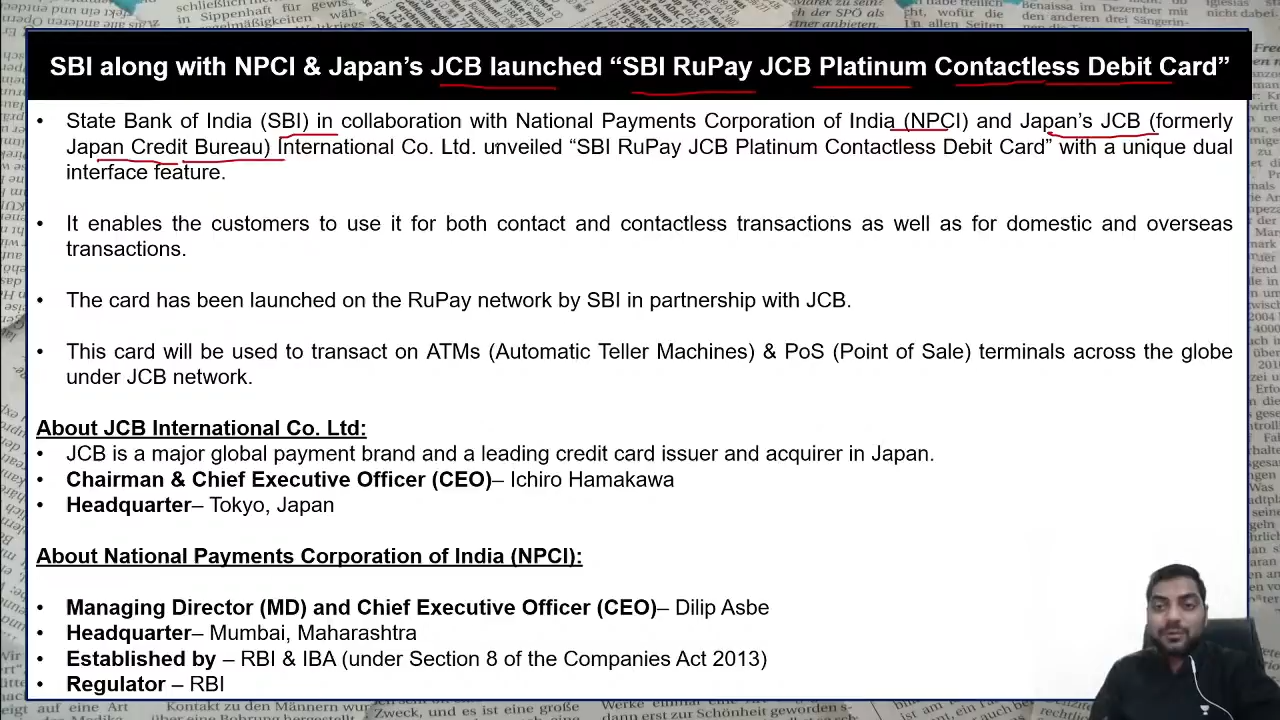 SBI along with NPCI & Japan's JCB launched “SBI RuPay JCB Platinum Contactless Debit Card”
• State Bank of India (SBI) in collaboration with National Payments Corporation of India (NPCI) and Japan's JCB (formerly
Japan Credit Bureau) International Co. Ltd. unveiled “SBI RuPay JCB Platinum Contactless Debit Card” with a unique dual
interface feature.
• It enables the customers to use it for both contact and contactless transactions as well as for domestic and overseas
transactions.
• The card has been launched on the RuPay network by SBI in partnership with JCB.
• This card will be used to transact on ATMs (Automatic Teller Machines) & PoS (Point of Sale) terminals across the globe
under JCB network.
About JCB International Co. Ltd:
• JCB is a major global payment brand and a leading credit card issuer and acquirer in Japan.
• Chairman & Chief Executive Officer (CEO)– Ichiro Hamakawa
• Headquarter– Tokyo, Japan
About National Payments Corporation of India (NPCI):
• Managing Director (MD) and Chief Executive Officer (CEO)– Dilip Asbe
• Headquarter– Mumbai, Maharashtra
• Established by – RBI & IBA (under Section 8 of the Companies Act 2013)
• Regulator – RBI